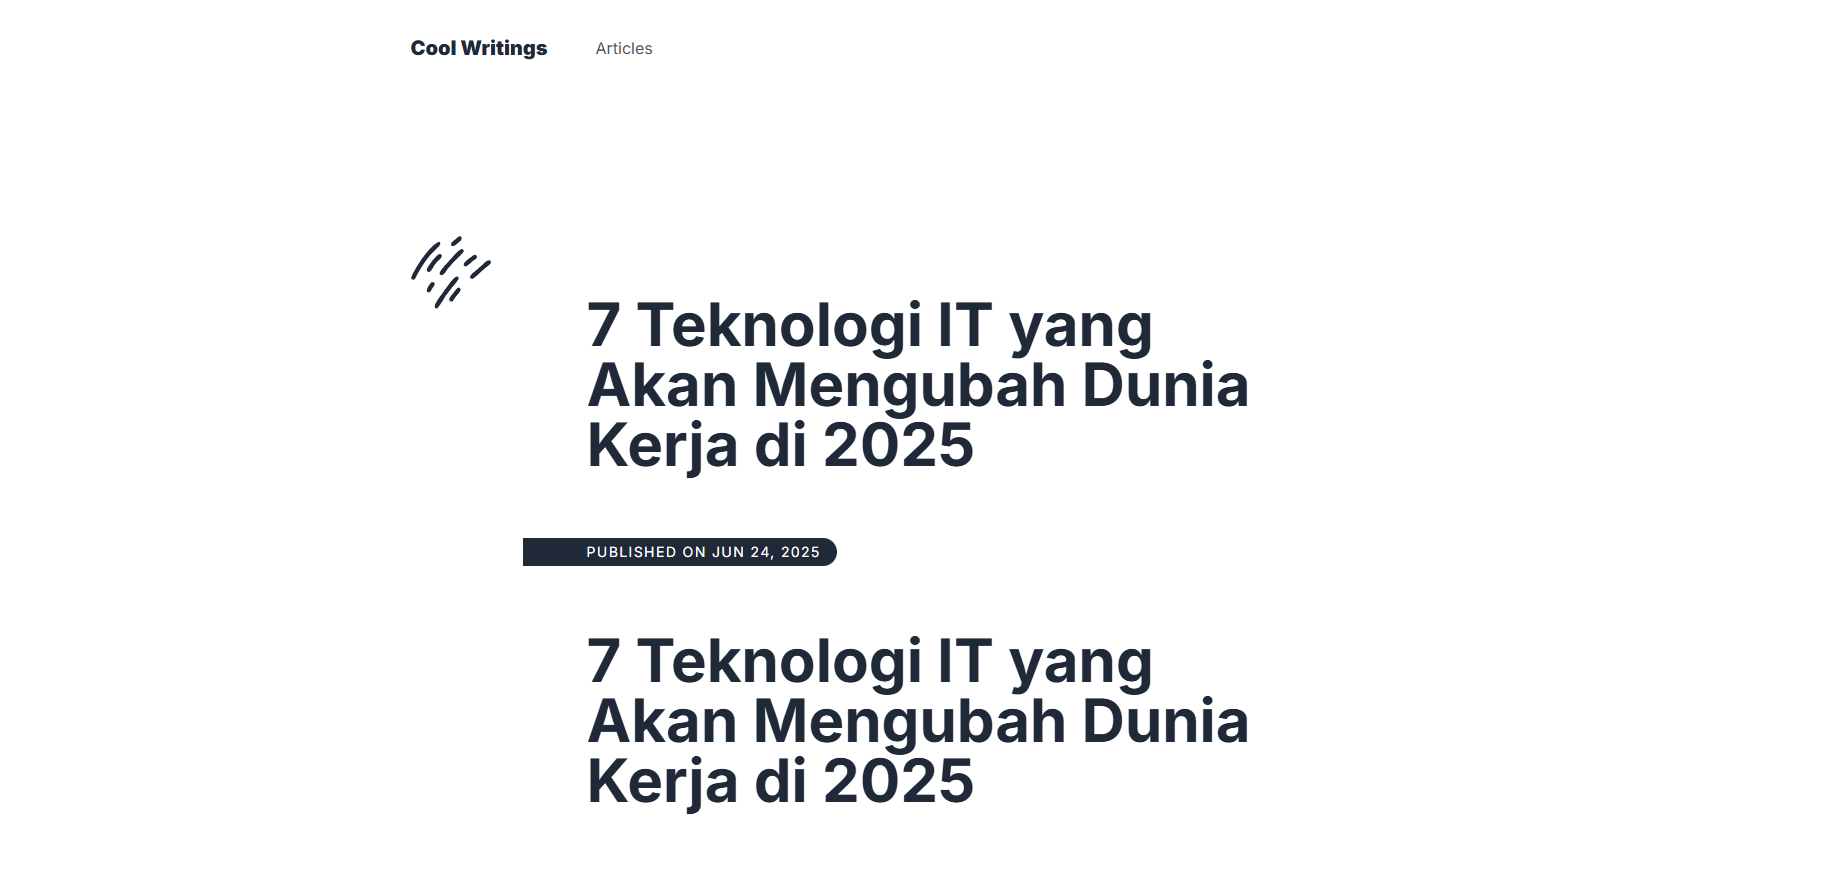 Cool Writings
Articles
7 Teknologi IT yang
Akan Mengubah Dunia
Kerja di 2025
PUBLISHED ON JUN 24, 2025
7 Teknologi IT yang
Akan Mengubah Dunia
Kerja di 2025